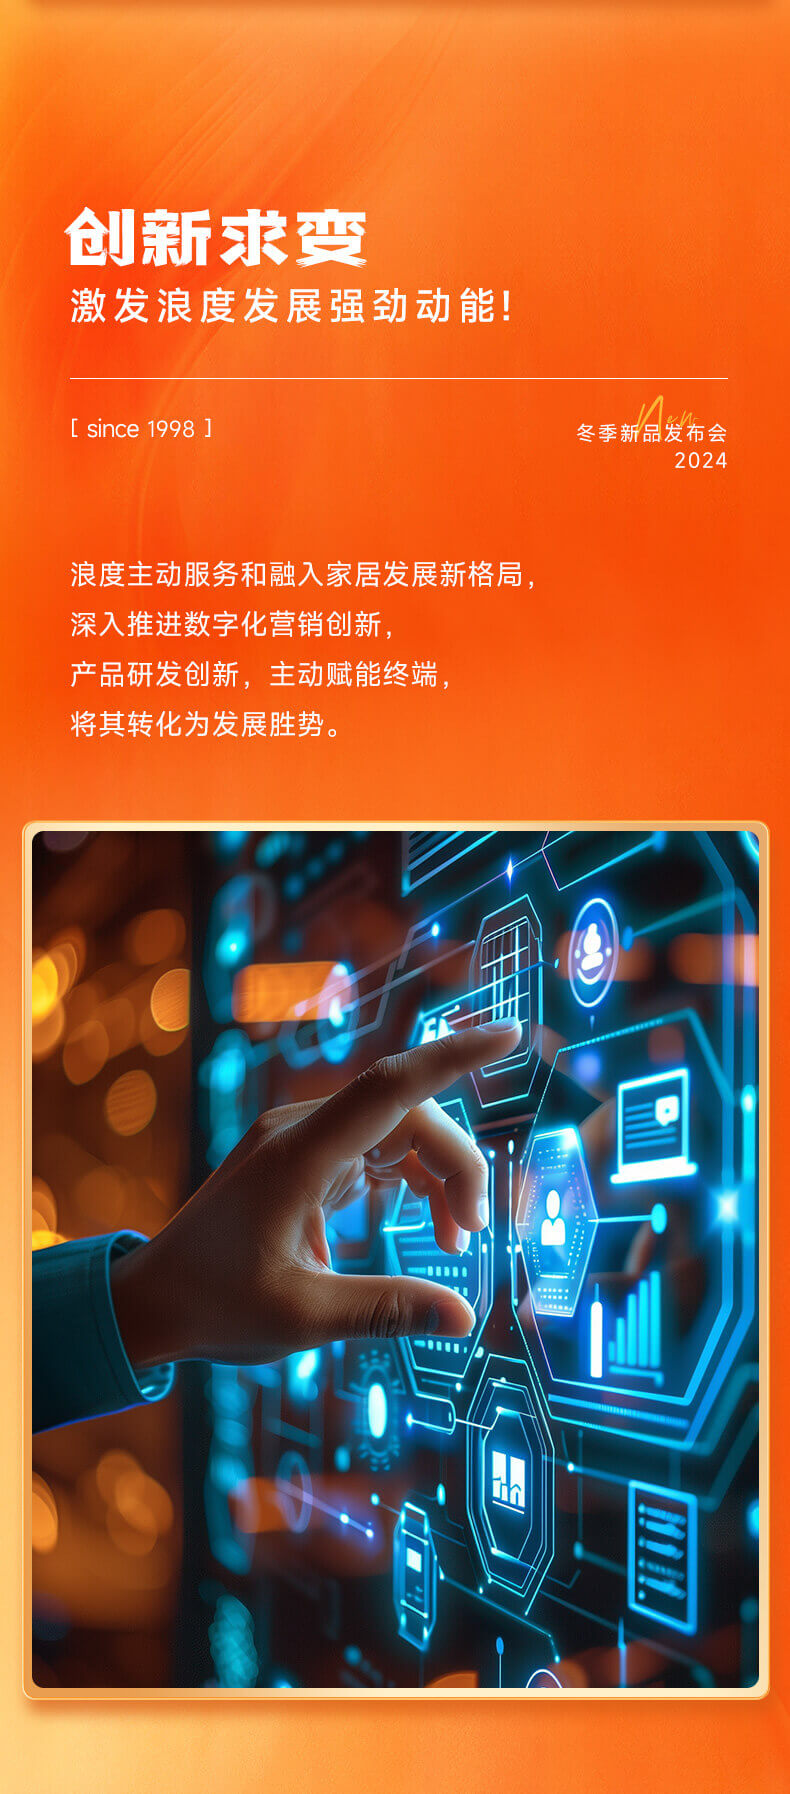 创新求变
激发浪度发展强劲动能!
[ since 1998 ]
New
冬季新品发布会
2024
浪度主动服务和融入家居发展新格局，
深入推进数字化营销创新，
产品研发创新，主动赋能终端，
将其转化为发展胜势。